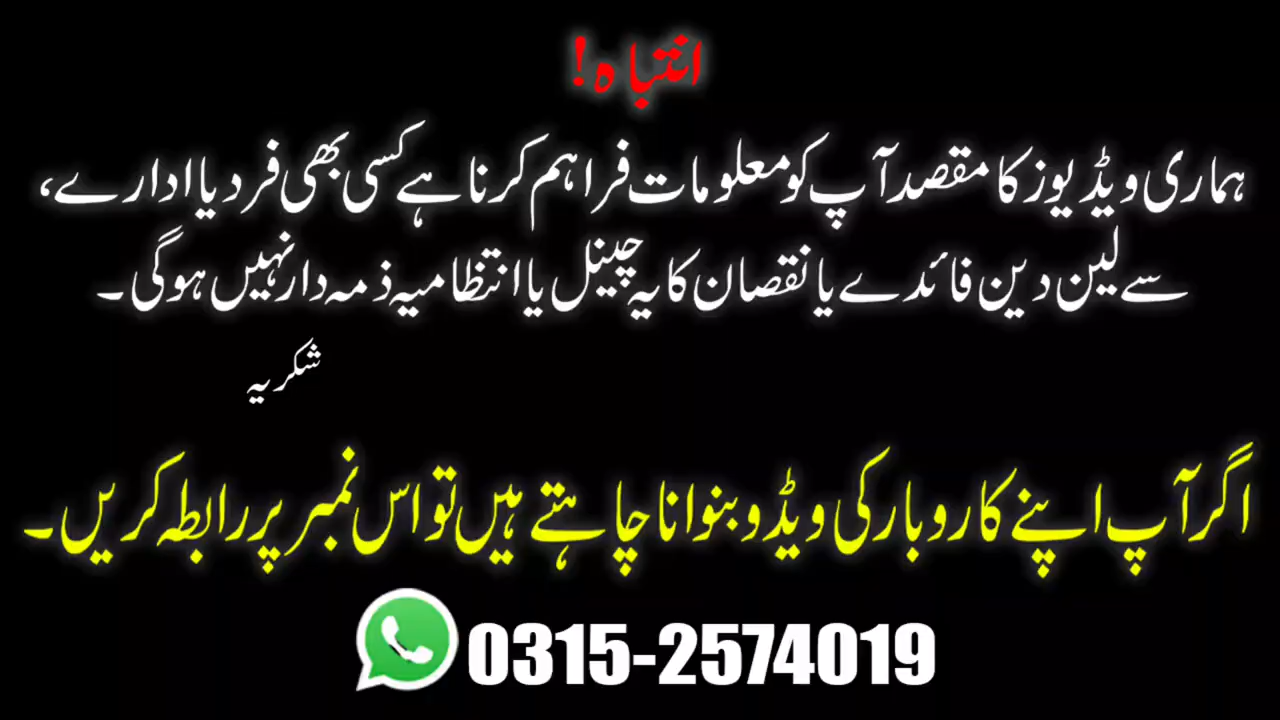 انتباہ!
ہماری ویڈیوز کا مقصد آپ کو معلومات فراہم کرنا ہے کسی بھی فرد یا ادارے،
سے لین دین فائدے یا نقصان کا یہ چینل یا انتظامیہ ذمہ دار نہیں ہوگی۔
شکریہ
اگر آپ اپنے کاروبار کی ویڈو بنوانا چاہتے ہیں تو اس نمبر پر رابطہ کریں۔
0315-2574019